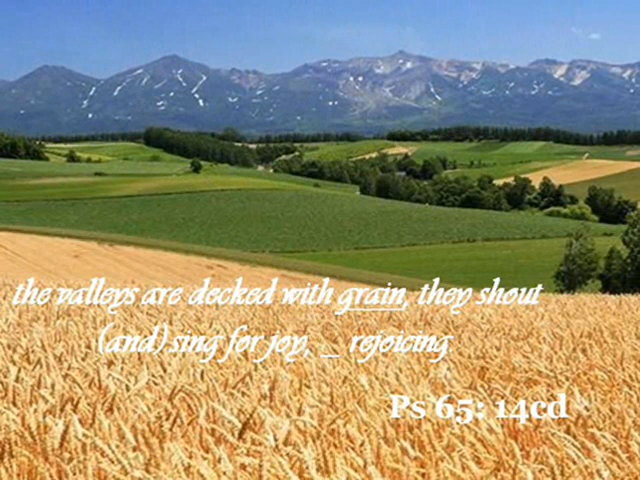 the valleys are decked with grain, they shout
(and) sing for joy, _ rejoicing
Ps 65: 14cd